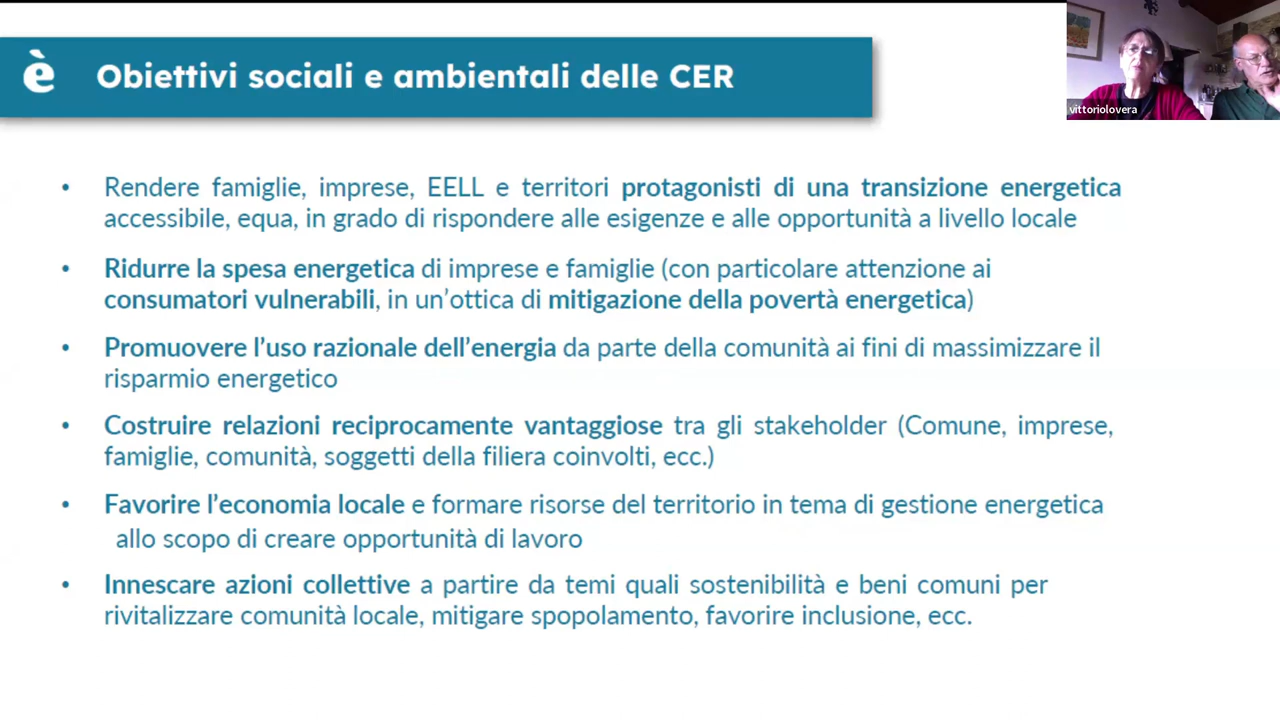 è Obiettivi sociali e ambientali delle CER
vittoriolovera
• Rendere famiglie, imprese, EELL e territori protagonisti di una transizione energetica
accessibile, equa, in grado di rispondere alle esigenze e alle opportunità a livello locale
• Ridurre la spesa energetica di imprese e famiglie (con particolare attenzione ai
consumatori vulnerabili, in un’ottica di mitigazione della povertà energetica)
• Promuovere l’uso razionale dell’energia da parte della comunità ai fini di massimizzare il
risparmio energetico
• Costruire relazioni reciprocamente vantaggiose tra gli stakeholder (Comune, imprese,
famiglie, comunità, soggetti della filiera coinvolti, ecc.)
• Favorire l’economia locale e formare risorse del territorio in tema di gestione energetica
allo scopo di creare opportunità di lavoro
• Innescare azioni collettive a partire da temi quali sostenibilità e beni comuni per
rivitalizzare comunità locale, mitigare spopolamento, favorire inclusione, ecc.